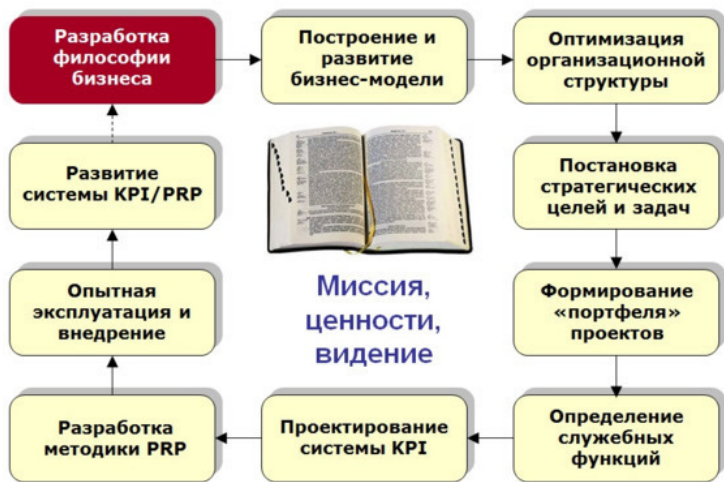 Разработка
философии
бизнеса
Построение и
развитие
бизнес-модели
Оптимизация
организационной
структуры
Развитие
системы KPI/PRP
Постановка
стратегических
целей и задач
Миссия,
ценности,
видение
Опытная
эксплуатация и
внедрение
Формирование
«портфеля»
проектов
Разработка
методики PRP
Проектирование
системы KPI
Определение
служебных
функций